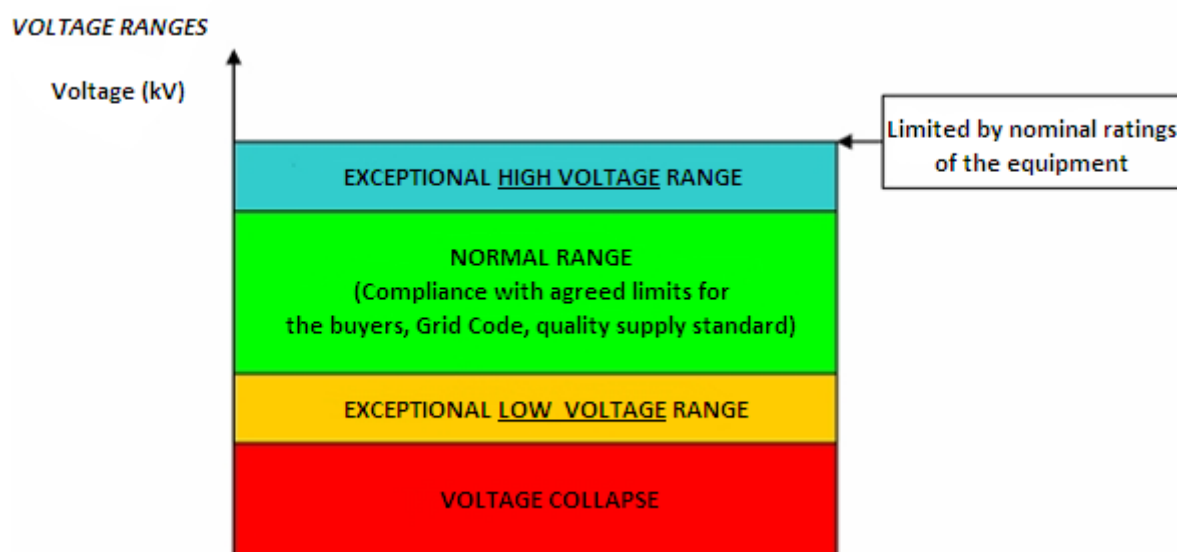 VOLTAGE RANGES
Voltage (kV)
Limited by nominal ratings
of the equipment
EXCEPTIONAL HIGH VOLTAGE RANGE
NORMAL RANGE
(Compliance with agreed limits for
the buyers, Grid Code, quality supply standard)
EXCEPTIONAL LOW VOLTAGE RANGE
VOLTAGE COLLAPSE